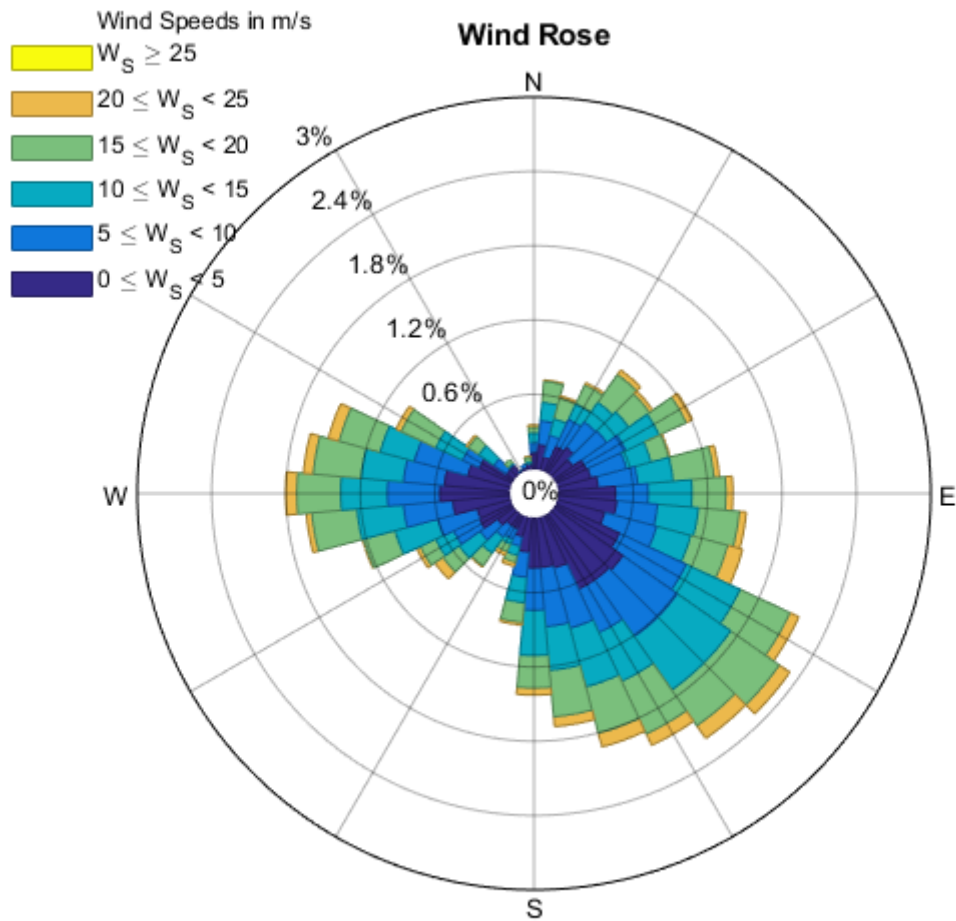 Wind Speeds in m/s
W_S ≥ 25
20 ≤ W_S < 25
15 ≤ W_S < 20
10 ≤ W_S < 15
5 ≤ W_S < 10
0 ≤ W_S < 5
Wind Rose
N
3%
2.4%
1.8%
1.2%
0.6%
W
0%
E
S